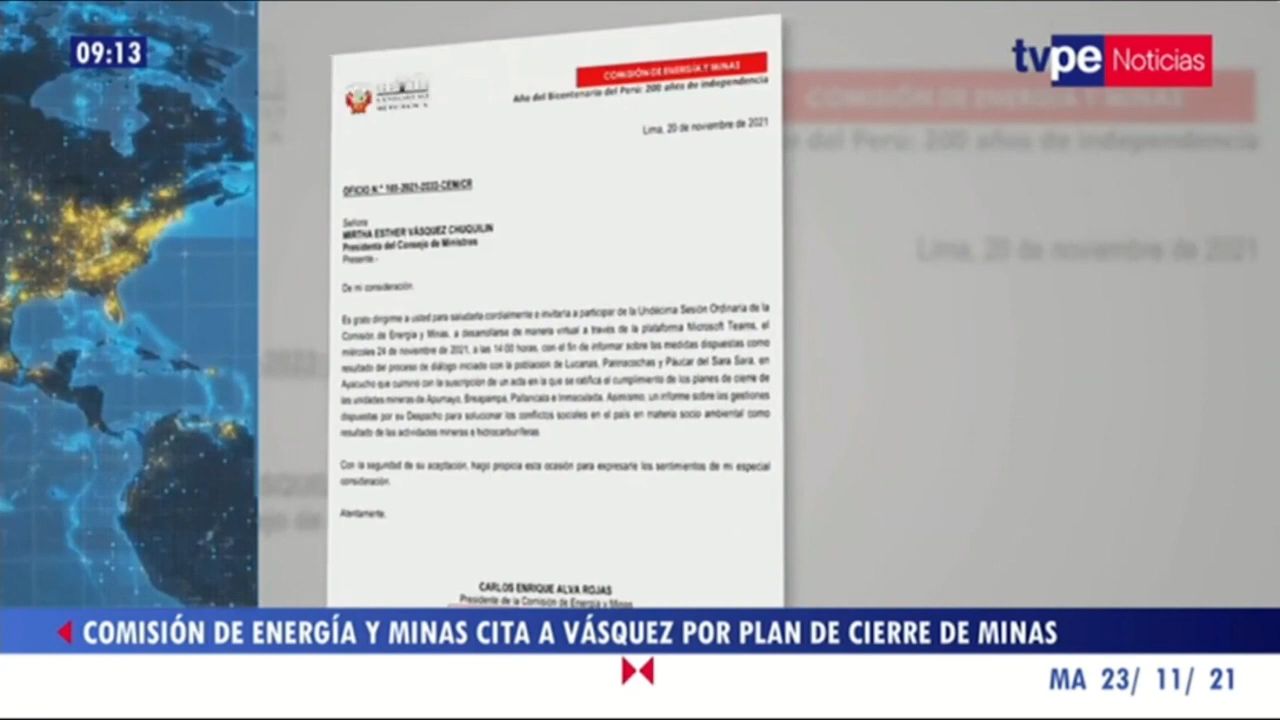 09:13
tvpe Noticias
COMISIÓN DE ENERGÍA Y MINAS
Año del Bicentenario del Perú: 200 años de independencia
Lima, 20 de noviembre de 2021
OFICIO N.° 2021-2022-CEM/CR
Señora
MIRTHA ESTHER VÁSQUEZ CHUQUILIN
Presidenta del Consejo de Ministros
Presente.-
De mi consideración.
Es grato dirigirme a usted para saludarla cordialmente e invitarla a participar de la Undécima Sesión Ordinaria de la
Comisión de Energía y Minas, a desarrollarse de manera virtual a través de la plataforma Microsoft Teams, el
miércoles 24 de noviembre de 2021, a las 14:00 horas, con el fin de informar sobre las medidas dispuestas como
resultado del proceso de diálogo iniciado con la población de Lucanas, Parinacochas y Páucar del Sara Sara, en
Ayacucho que culminó con la suscripción de un acta en la que se ratifica el cumplimiento de los planes de cierre de
las unidades mineras de Apumayo, Breapampa, Pallancata e Inmaculada. Asimismo, un informe sobre las gestiones
dispuestas por su Despacho para solucionar los conflictos sociales en el país en materia socio ambiental como
resultado de las actividades mineras e hidrocarburíferas.
Con la seguridad de su aceptación, hago propicia esta ocasión para expresarle los sentimientos de mi especial
consideración.
Atentamente,
CARLOS ENRIQUE ALVA ROJAS
Presidente de la Comisión de Energía y Minas
COMISIÓN DE ENERGÍA Y MINAS CITA A VÁSQUEZ POR PLAN DE CIERRE DE MINAS
MA 23/ 11/ 21